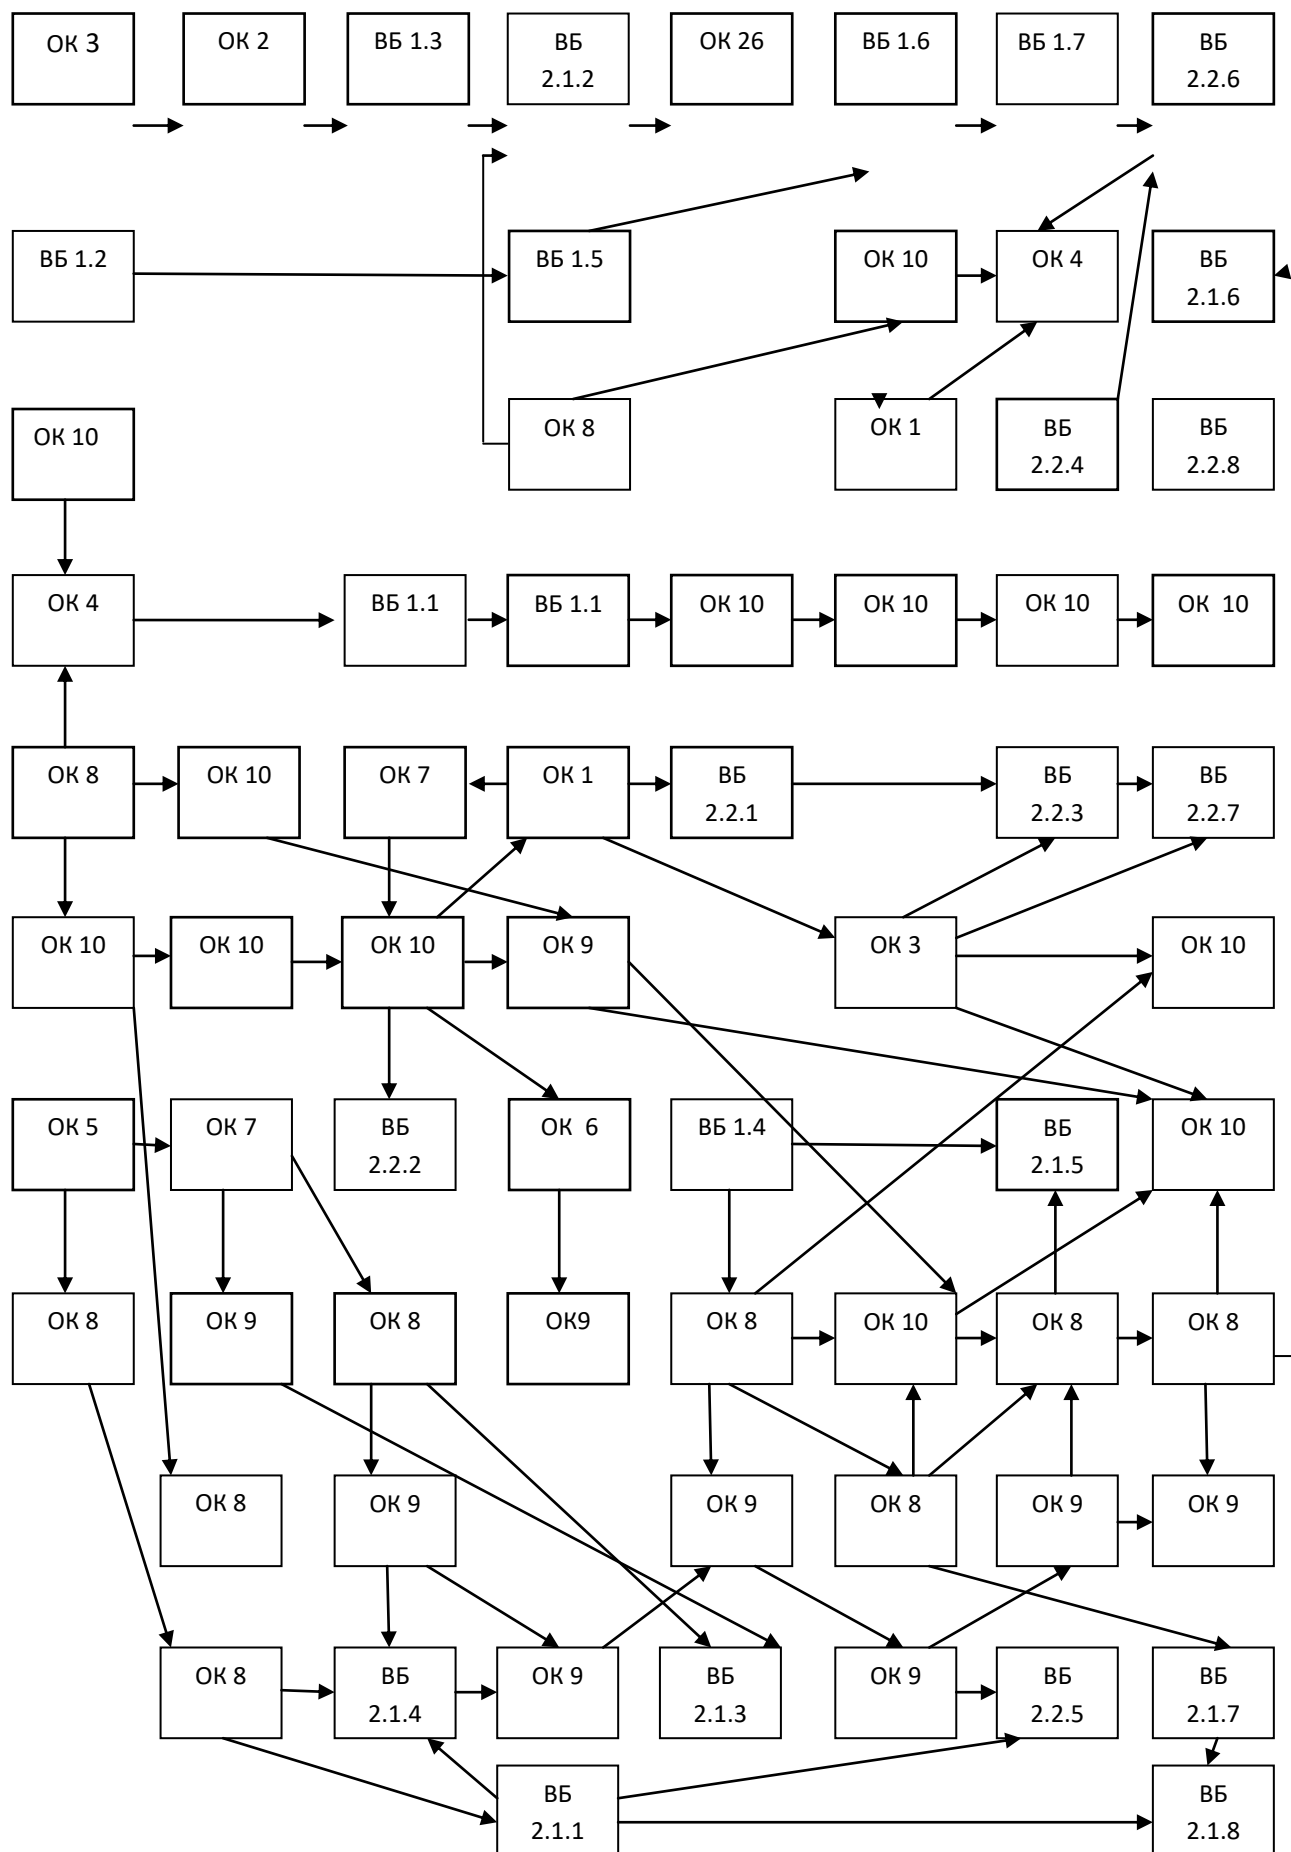 ОК 3
ОК 2
ВБ 1.3
ВБ
2.1.2
ОК 26
ВБ 1.6
ВБ 1.7
ВБ
2.2.6
ВБ 1.2
ВБ 1.5
ОК 10
ОК 4
ВБ
2.1.6
ОК 10
ОК 8
ОК 1
ВБ
2.2.4
ВБ
2.2.8
ОК 4
ВБ 1.1
ВБ 1.1
ОК 10
ОК 10
ОК 10
ОК 10
ОК 8
ОК 10
ОК 7
ОК 1
ВБ
2.2.1
ВБ
2.2.3
ВБ
2.2.7
ОК 10
ОК 10
ОК 10
ОК 9
ОК 3
ОК 10
ОК 5
ОК 7
ВБ
2.2.2
ОК 6
ВБ 1.4
ВБ
2.1.5
ОК 10
ОК 8
ОК 9
ОК 8
ОК9
ОК 8
ОК 10
ОК 8
ОК 8
ОК 8
ОК 9
ОК 9
ОК 8
ОК 9
ОК 9
ОК 8
ВБ
2.1.4
ОК 9
ВБ
2.1.3
ОК 9
ВБ
2.2.5
ВБ
2.1.7
ВБ
2.1.1
ВБ
2.1.8